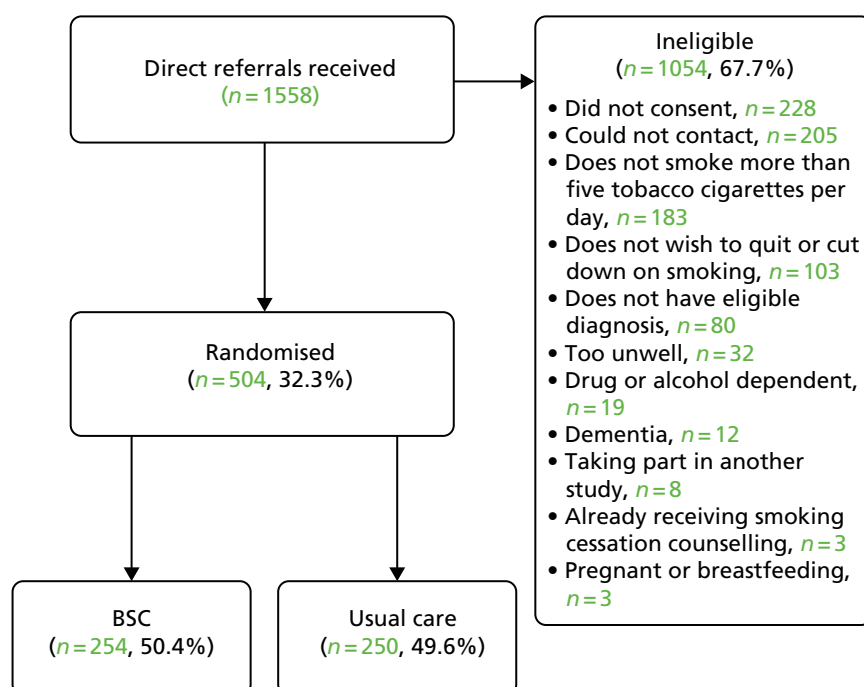 Direct referrals received
(n = 1558)
Ineligible
(n = 1054, 67.7%)
• Did not consent, n = 228
• Could not contact, n = 205
• Does not smoke more than
five tobacco cigarettes per
day, n = 183
• Does not wish to quit or cut
down on smoking, n = 103
• Does not have eligible
diagnosis, n = 80
• Too unwell, n = 32
• Drug or alcohol dependent,
n = 19
• Dementia, n = 12
• Taking part in another
study, n = 8
• Already receiving smoking
cessation counselling, n = 3
• Pregnant or breastfeeding,
n = 3
Randomised
(n = 504, 32.3%)
BSC
(n = 254, 50.4%)
Usual care
(n = 250, 49.6%)